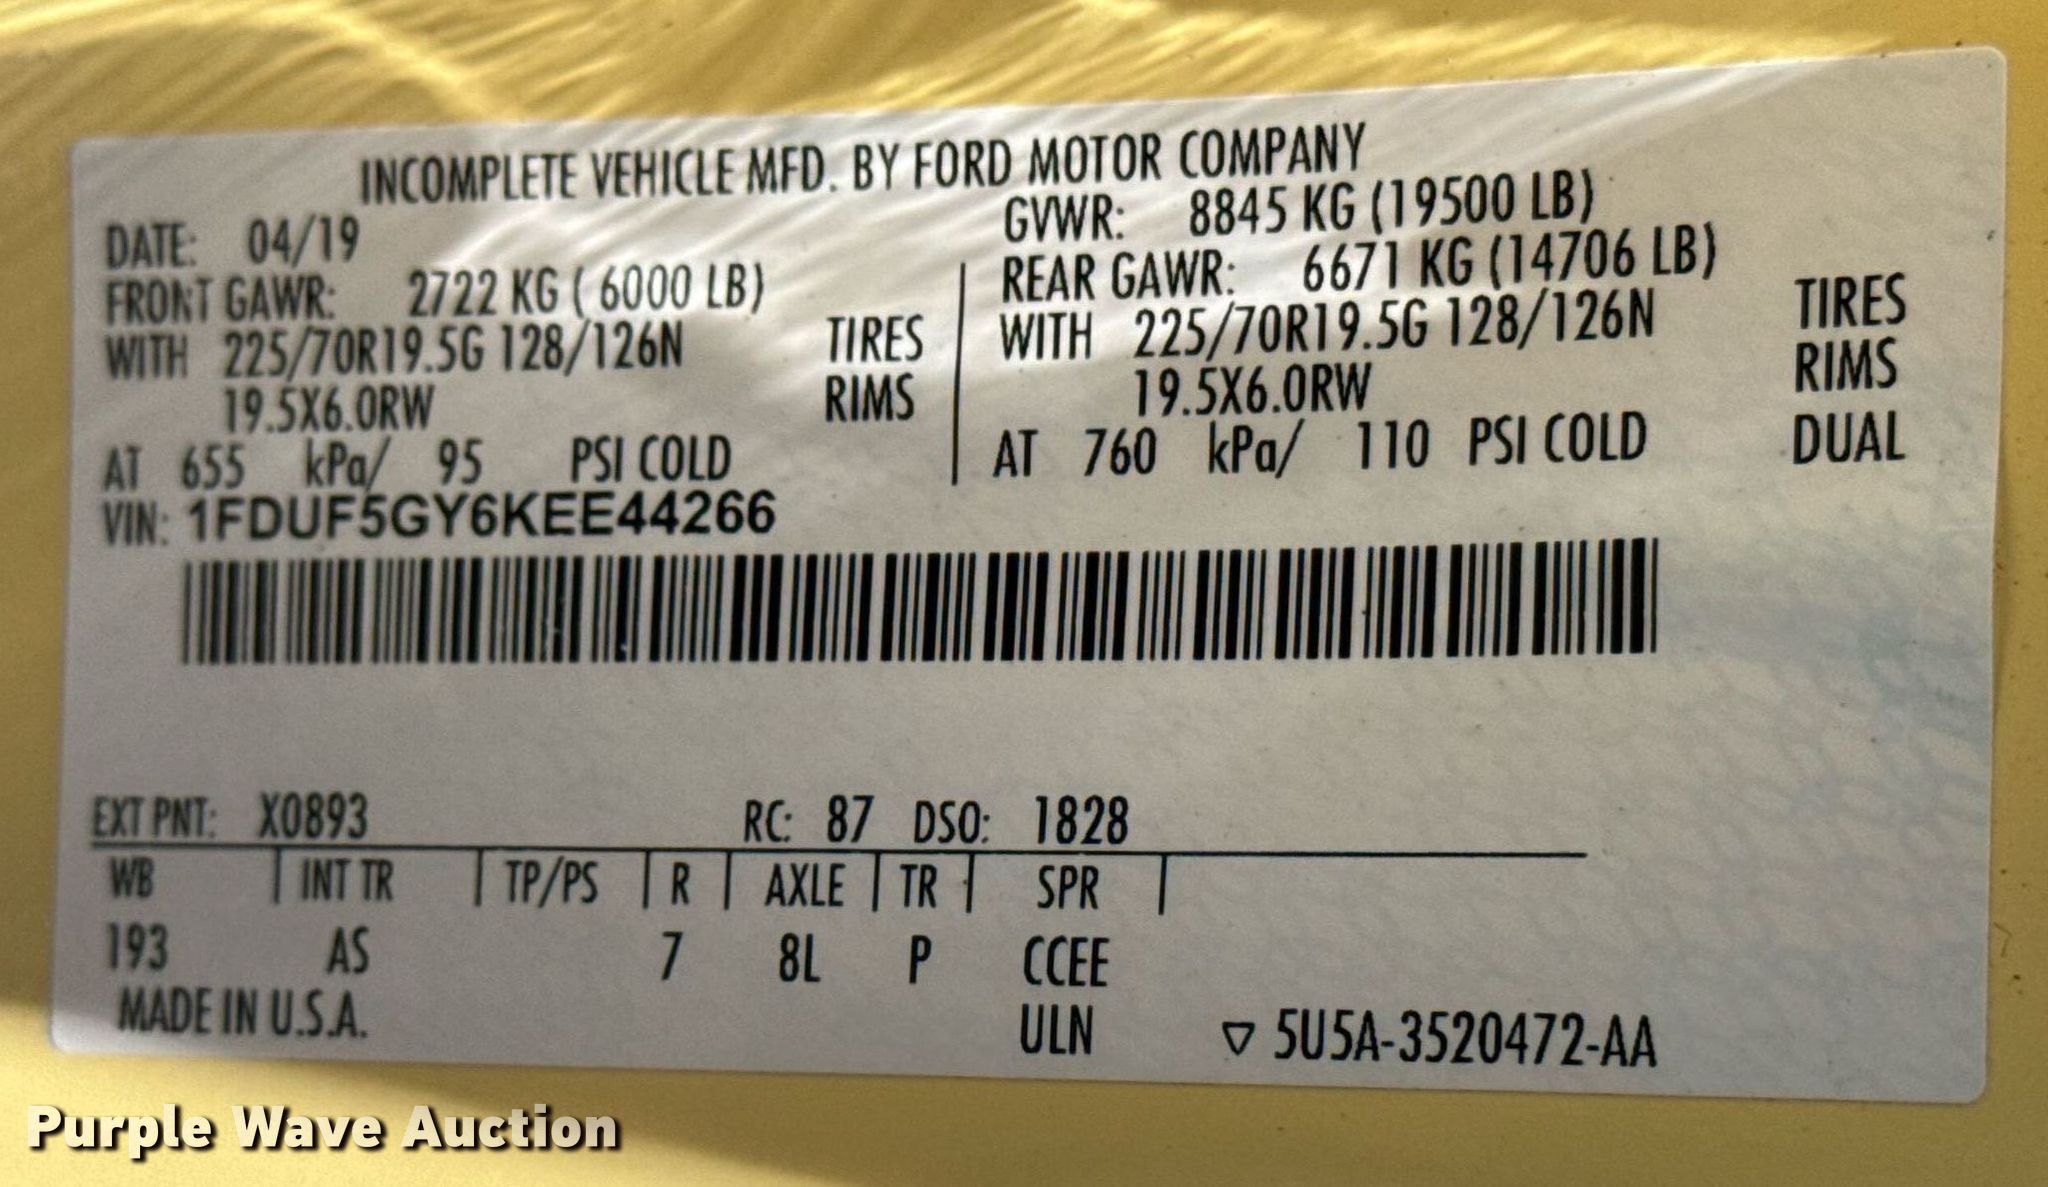 INCOMPLETE VEHICLE MFD. BY FORD MOTOR COMPANY
DATE: 04/19 GVWR: 8845 KG (19500 LB)
FRONT GAWR: 2722 KG ( 6000 LB) REAR GAWR: 6671 KG (14706 LB)
WITH 225/70R19.5G 128/126N TIRES WITH 225/70R19.5G 128/126N TIRES
19.5X6.0RW RIMS 19.5X6.0RW RIMS
AT 655 kPa/ 95 PSI COLD AT 760 kPa/ 110 PSI COLD DUAL
VIN: 1FDUF5GY6KEE44266
EXT PNT: X0893 RC: 87 DSO: 1828
WB INT TR TP/PS R AXLE TR SPR
193 AS 7 8L P CCEE
MADE IN U.S.A. ULN ▽ 5U5A-3520472-AA
Purple Wave Auction